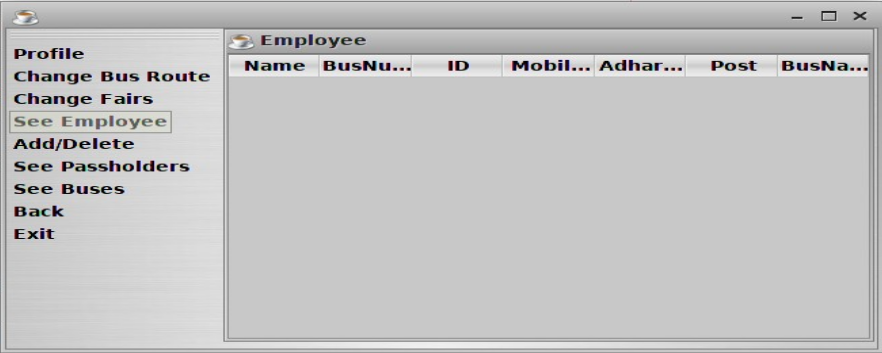 Employee
Profile
Change Bus Route
Change Fairs
See Employee
Add/Delete
See Passholders
See Buses
Back
Exit
Name BusNu... ID Mobil... Adhar... Post BusNa...